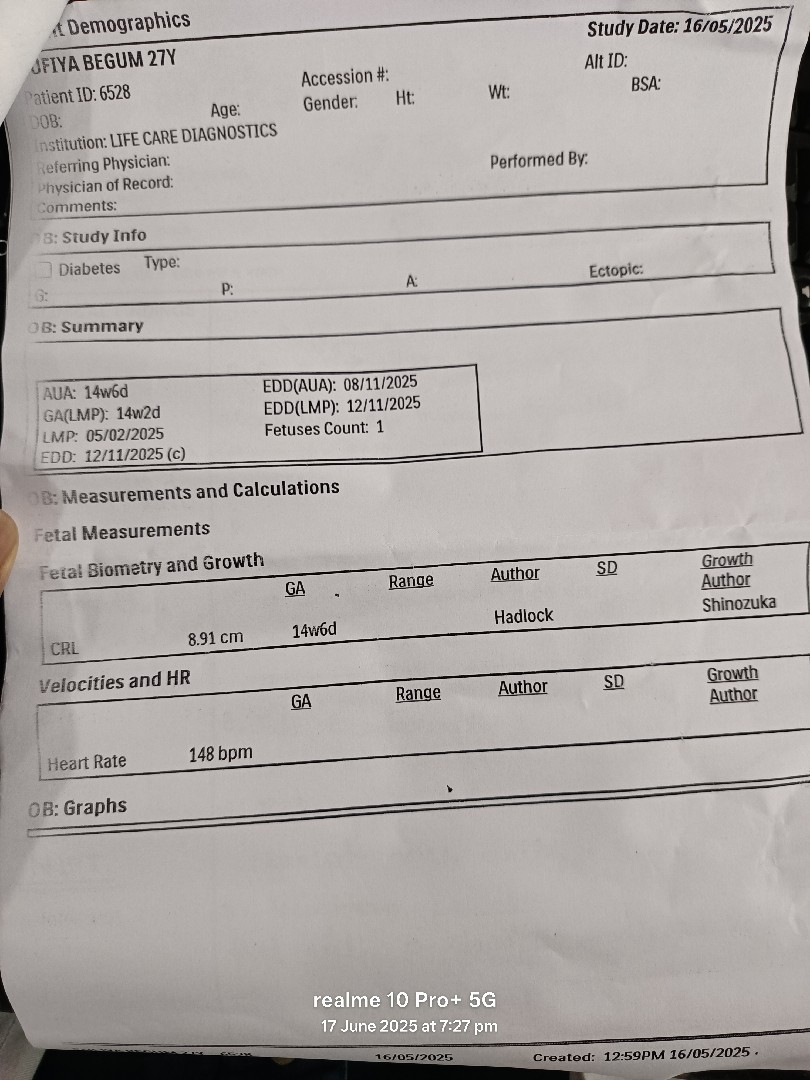 Demographics
Study Date: 16/05/2025
UFIYA BEGUM 27Y
Alt ID:
Patient ID: 6528 Accession #:
DOB: Age: Gender: Ht: Wt: BSA:
Institution: LIFE CARE DIAGNOSTICS
Referring Physician: Performed By:
Physician of Record:
Comments:
B: Study Info
Diabetes Type:
G: P: A: Ectopic:
OB: Summary
AUA: 14w6d EDD(AUA): 08/11/2025
GA(LMP): 14w2d EDD(LMP): 12/11/2025
LMP: 05/02/2025 Fetuses Count: 1
EDD: 12/11/2025 (c)
OB: Measurements and Calculations
Fetal Measurements
Fetal Biometry and Growth
GA Range Author SD Growth Author
CRL 8.91 cm 14w6d Hadlock Shinozuka
Velocities and HR
GA Range Author SD Growth Author
Heart Rate 148 bpm
OB: Graphs
realme 10 Pro+ 5G
17 June 2025 at 7:27 pm
16/05/2025 Created: 12:59PM 16/05/2025